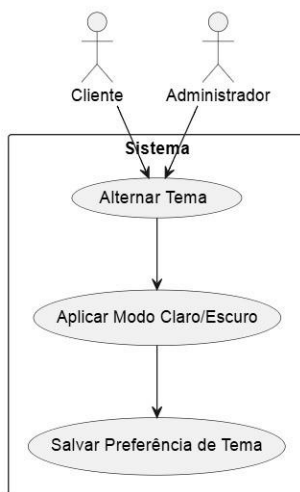 Cliente
Administrador
Sistema
Alternar Tema
Aplicar Modo Claro/Escuro
Salvar Preferência de Tema